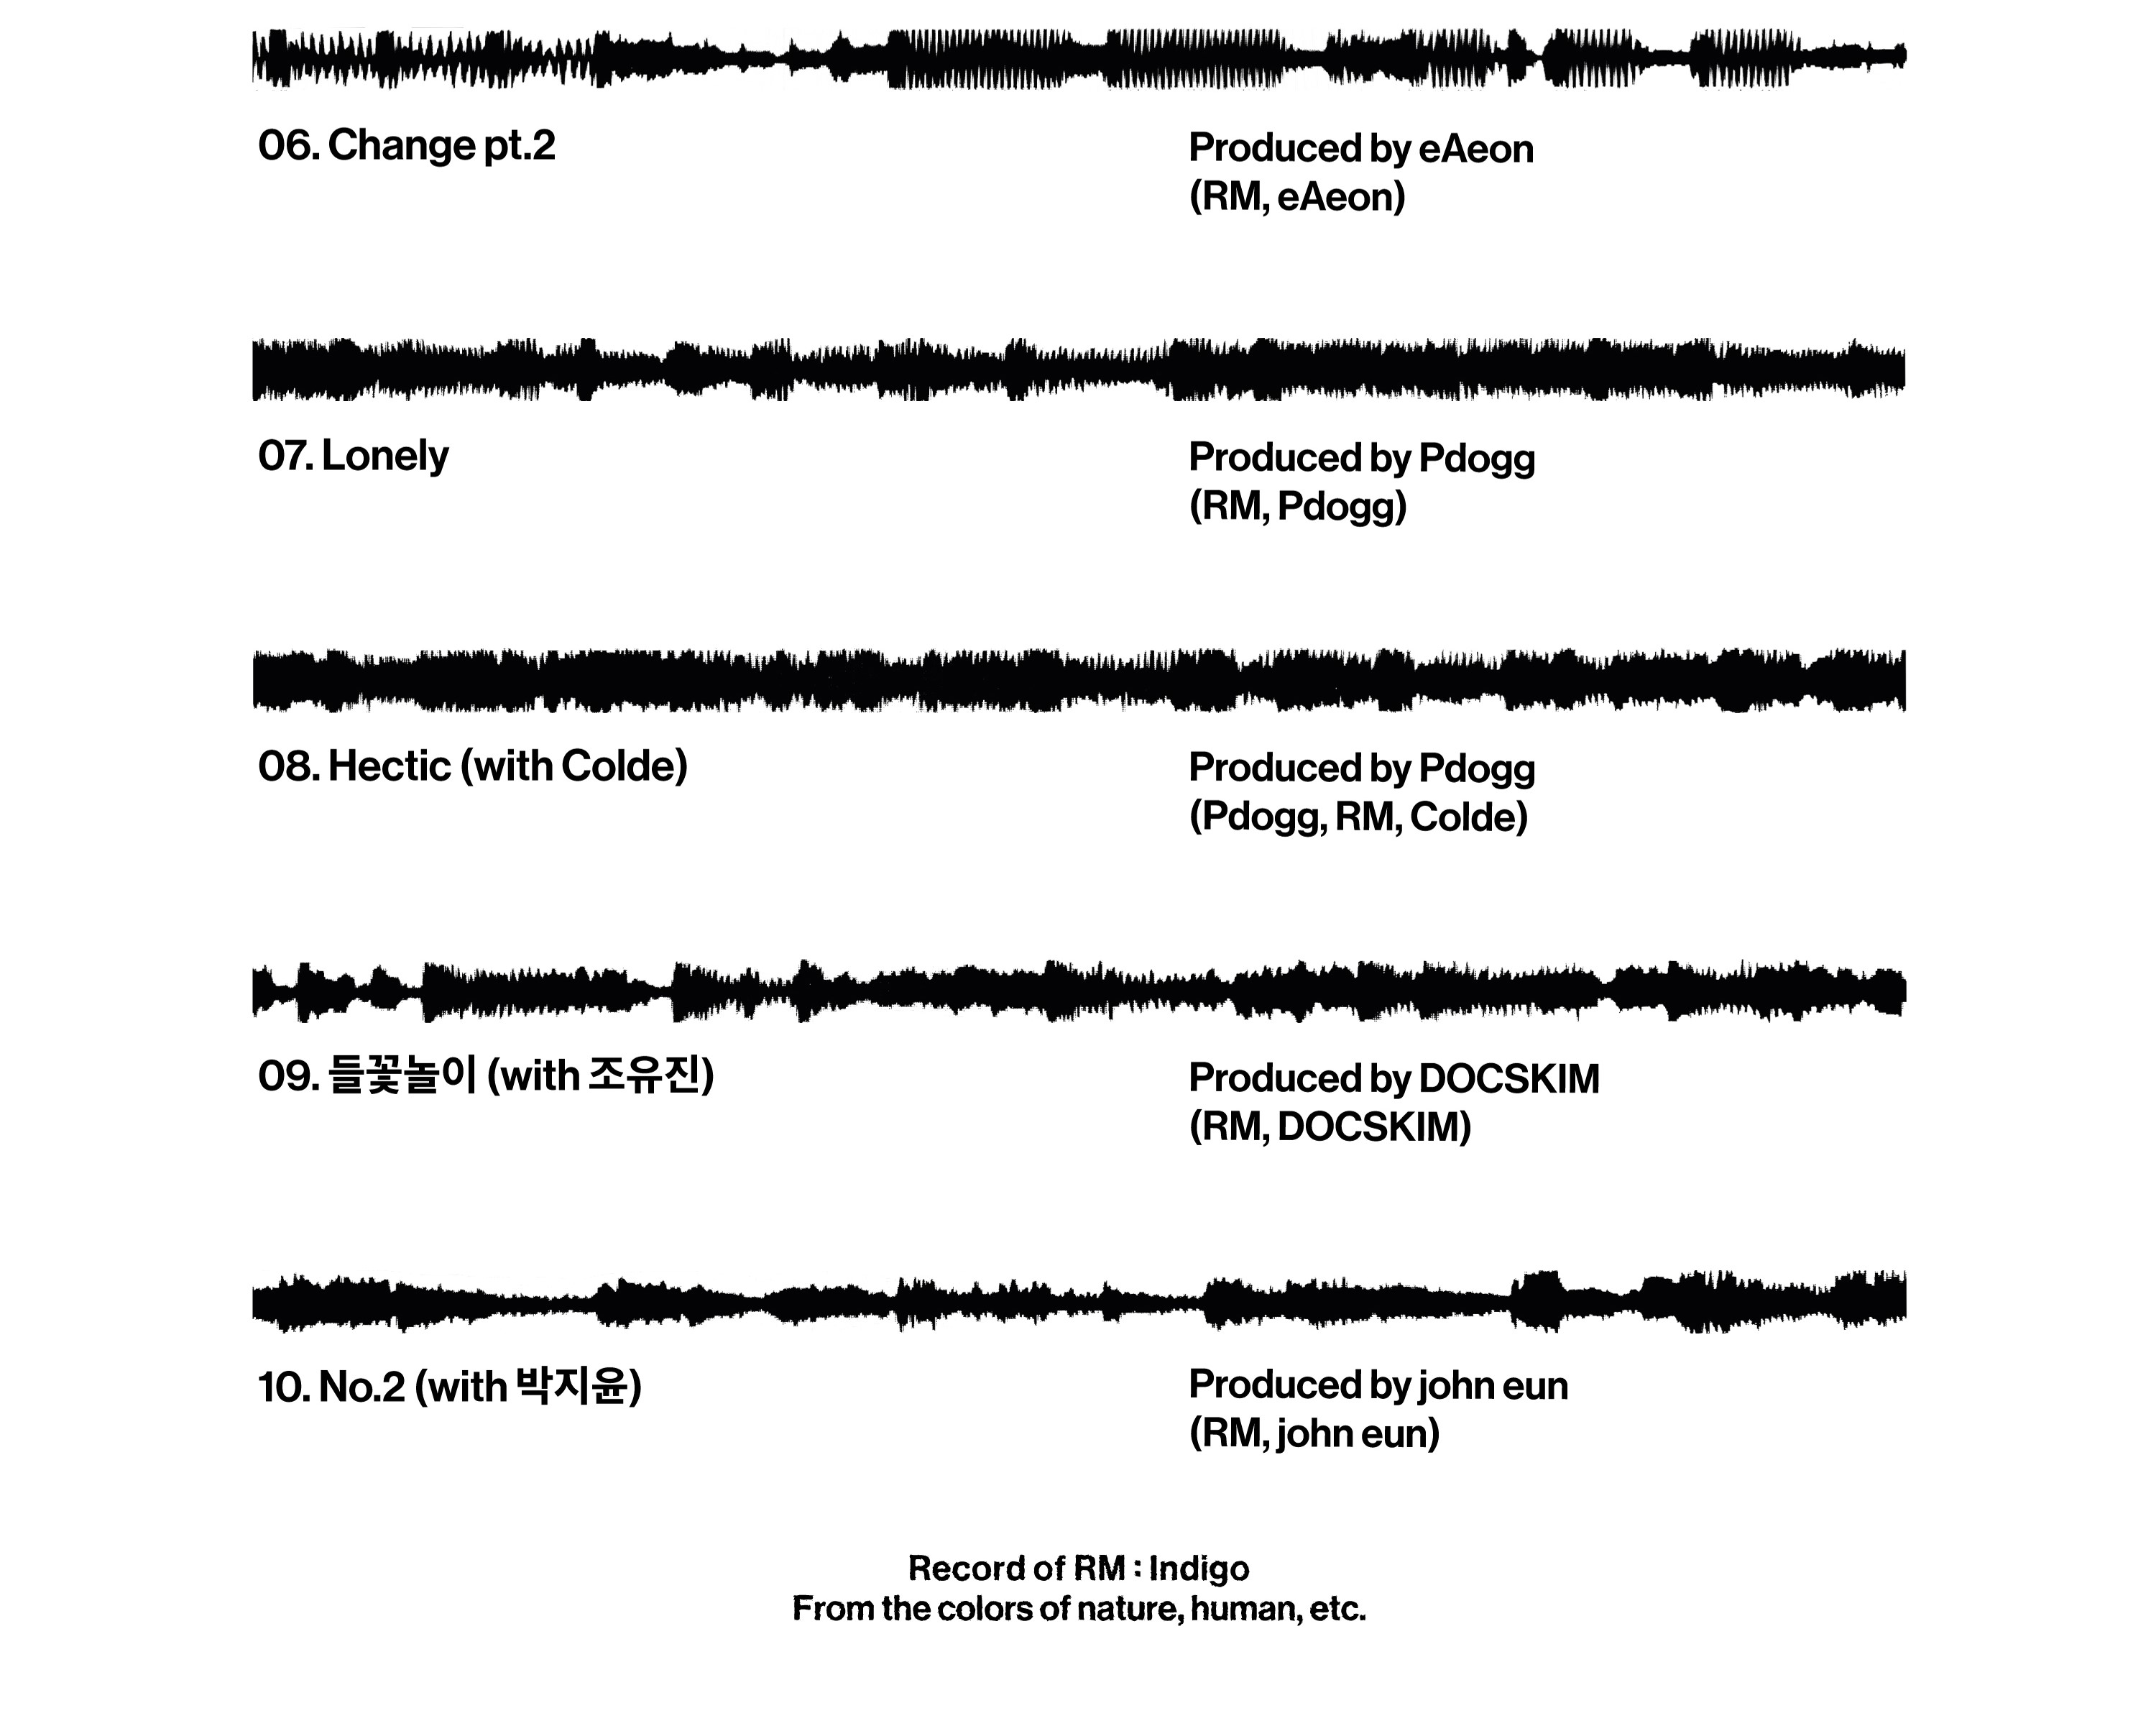 06. Change pt.2
Produced by eAeon
(RM, eAeon)
07. Lonely
Produced by Pdogg
(RM, Pdogg)
08. Hectic (with Colde)
Produced by Pdogg
(Pdogg, RM, Colde)
09. 들꽃놀이 (with 조유진)
Produced by DOCSKIM
(RM, DOCSKIM)
10. No.2 (with 박지윤)
Produced by john eun
(RM, john eun)
Record of RM : Indigo
From the colors of nature, human, etc.